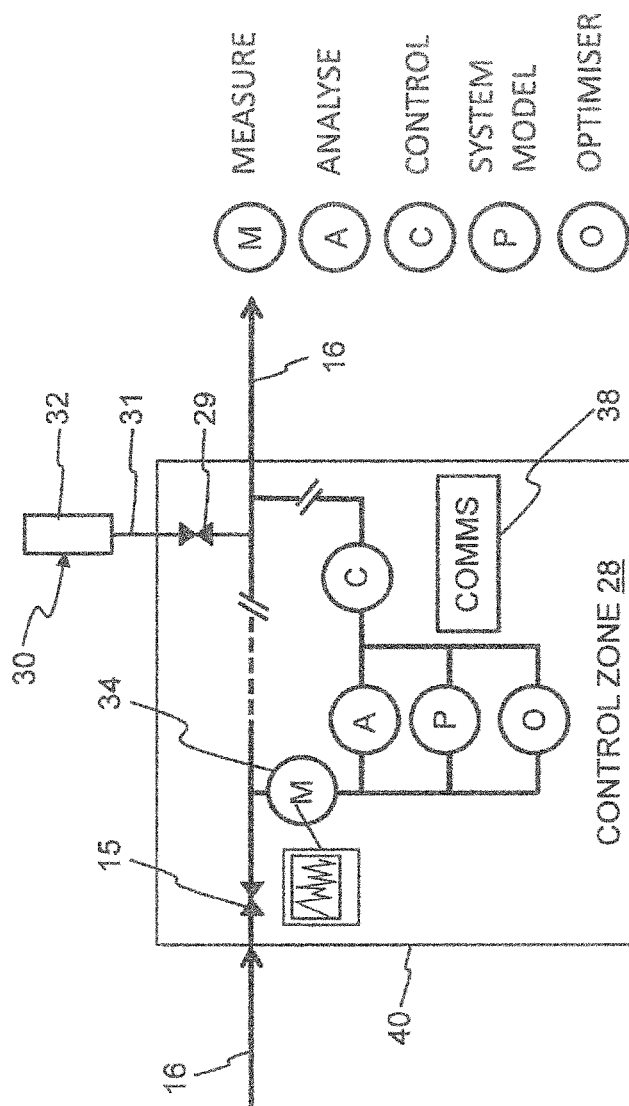 32
30
31
34
29
15
16
16
M MEASURE
A ANALYSE
C CONTROL
P SYSTEM
MODEL
O OPTIMISER
M
A
P
O
C
COMMS
38
CONTROL ZONE 28
40